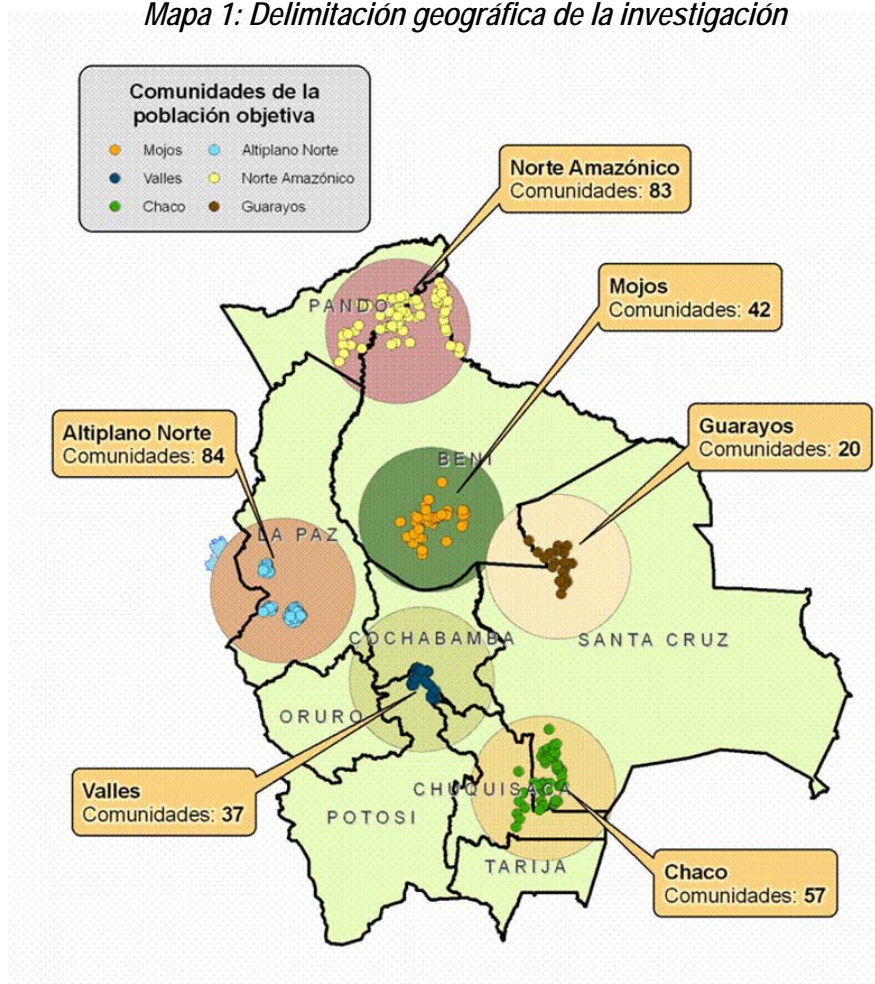 Mapa 1: Delimitación geográfica de la investigación
Comunidades de la
población objetiva
Mojos
Altiplano Norte
Valles
Norte Amazónico
Chaco
Guarayos
Norte Amazónico
Comunidades: 83
Mojos
Comunidades: 42
PANDO
Guarayos
Comunidades: 20
Altiplano Norte
Comunidades: 84
BENI
LA PAZ
COCHABAMBA
SANTA CRUZ
ORURO
Valles
Comunidades: 37
CHUQUISACA
POTOSI
TARIJA
Chaco
Comunidades: 57